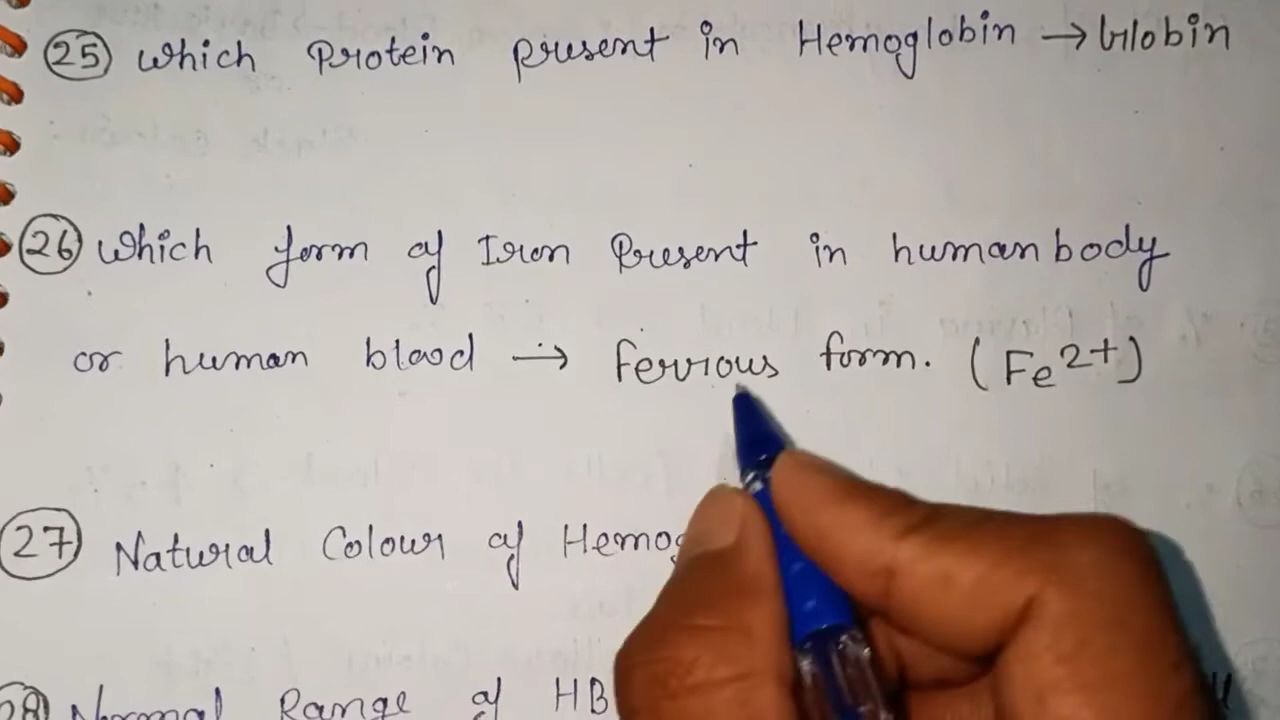 25 Which Protein present in Hemoglobin → Globin
26 Which form of Iron Present in human body
or human blood → Ferrous form. (Fe2+)
27 Natural Colour of
28 Normal Range of HB